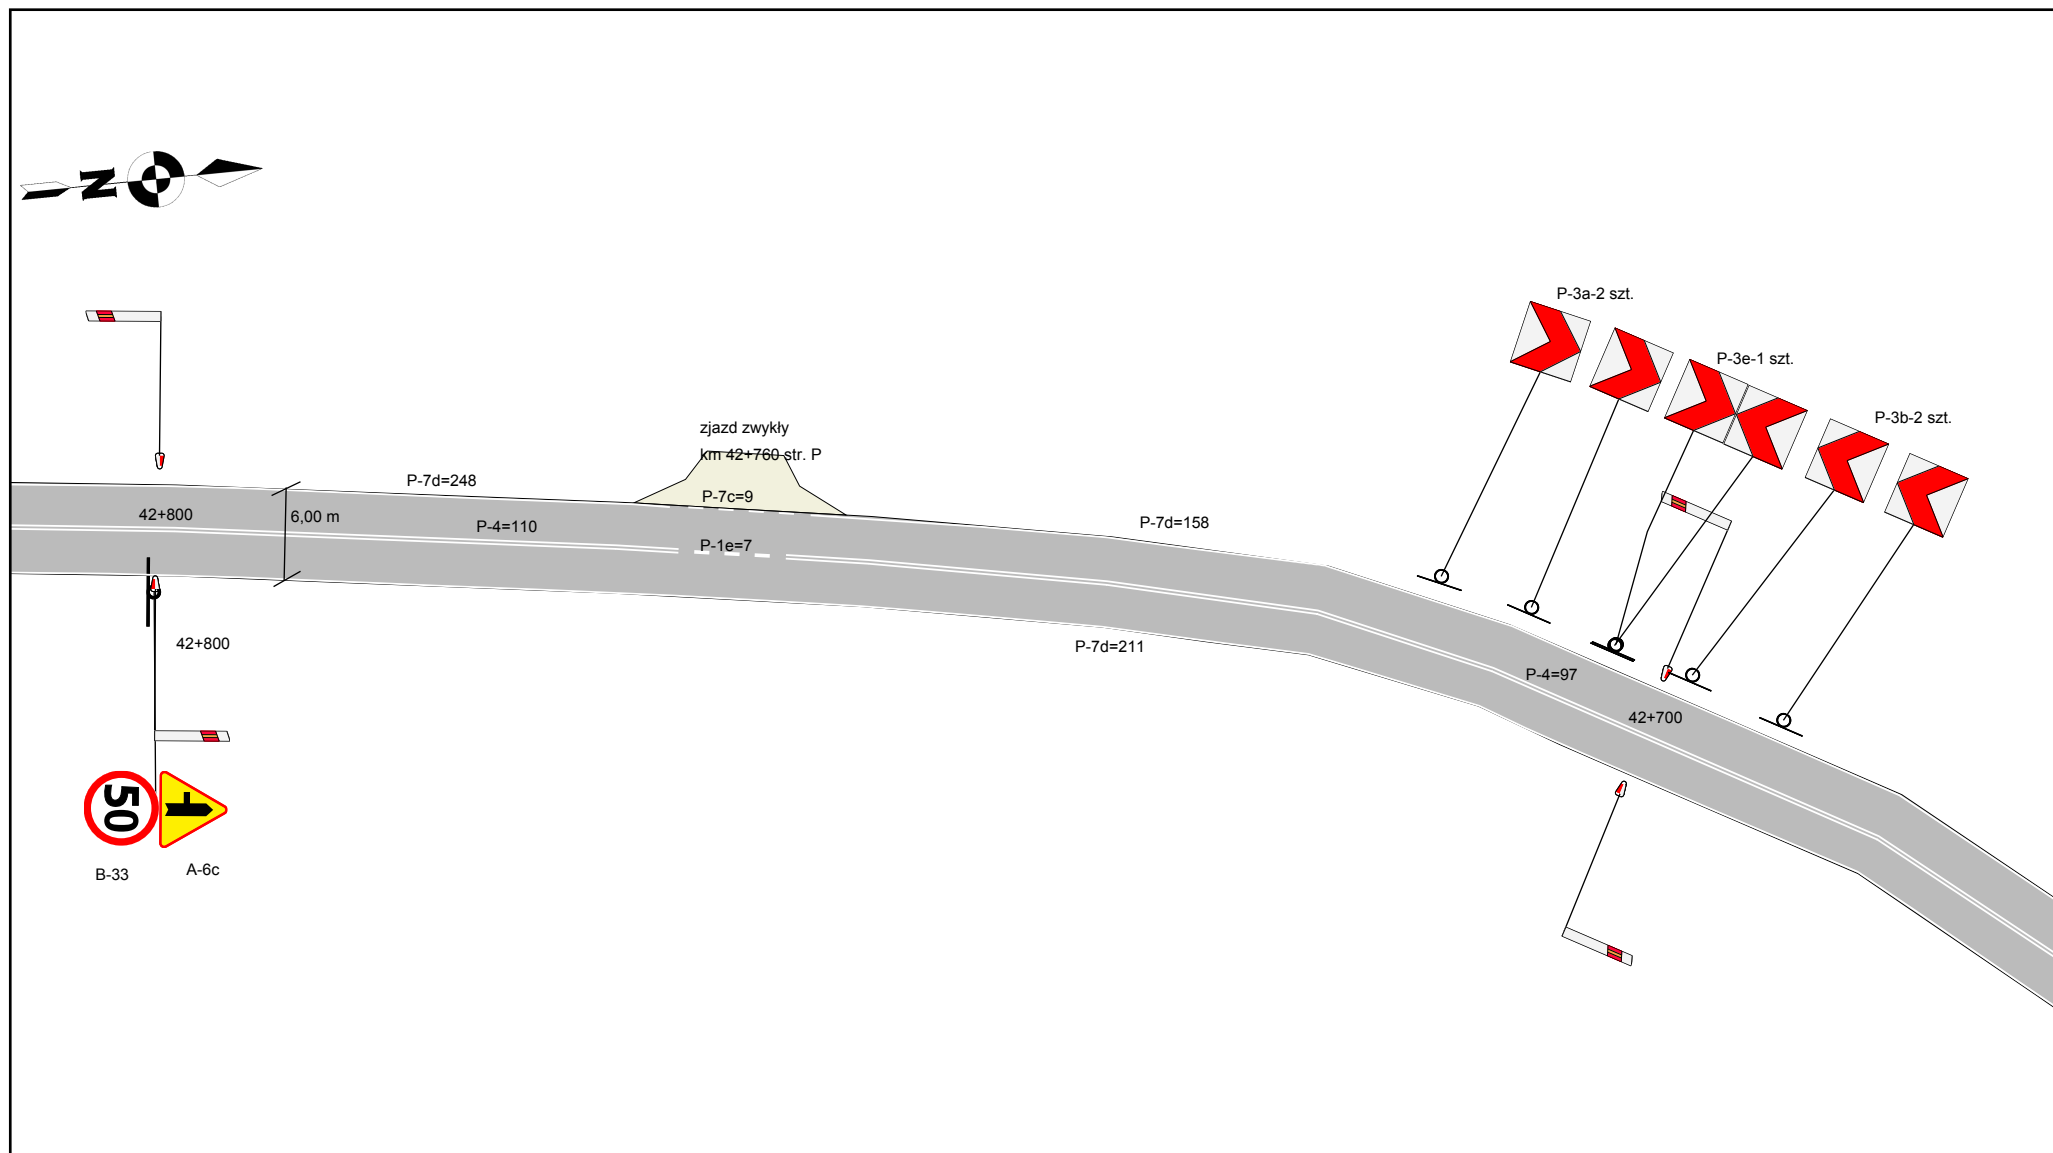 N
P-3a-2 szt.
P-3e-1 szt.
P-3b-2 szt.
zjazd zwykły
km 42+760 str. P
P-7d=248
P-7c=9
42+800
6,00 m
P-4=110
P-7d=158
P-1e=7
42+800
P-7d=211
P-4=97
42+700
50
B-33
A-6c